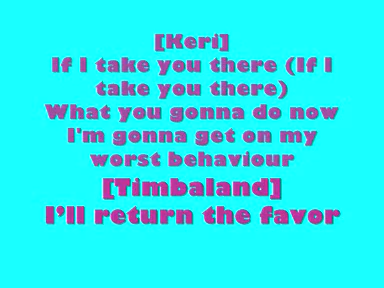 [Keri]
If I take you there (If I
take you there)
What you gonna do now
I'm gonna get on my
worst behaviour
[Timbaland]
I’ll return the favor